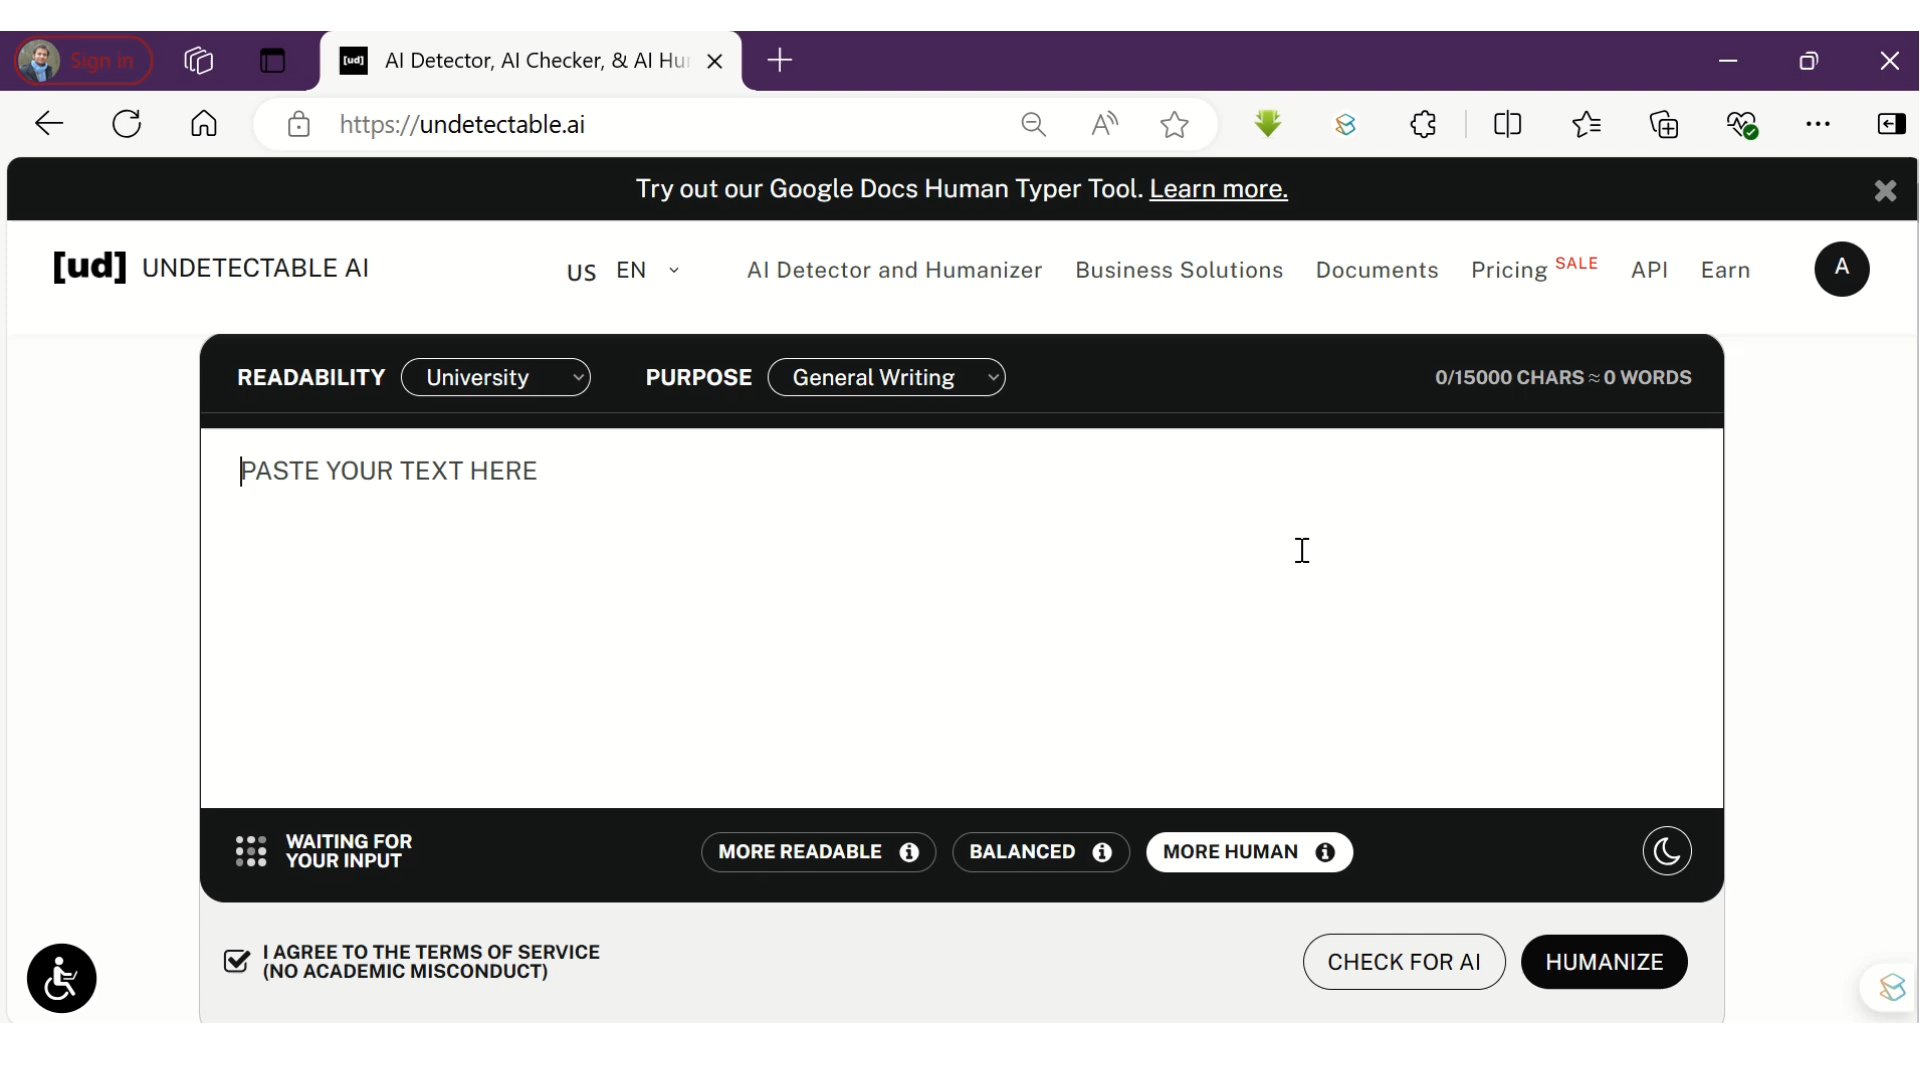 Sign in
[ud] AI Detector, AI Checker, & AI Hu
https://undetectable.ai
Try out our Google Docs Human Typer Tool. Learn more.
[ud] UNDETECTABLE AI
US EN
AI Detector and Humanizer
Business Solutions
Documents
Pricing SALE
API
Earn
A
READABILITY University
PURPOSE General Writing
0/15000 CHARS ≈ 0 WORDS
PASTE YOUR TEXT HERE
WAITING FOR
YOUR INPUT
MORE READABLE
BALANCED
MORE HUMAN
I AGREE TO THE TERMS OF SERVICE
(NO ACADEMIC MISCONDUCT)
CHECK FOR AI
HUMANIZE